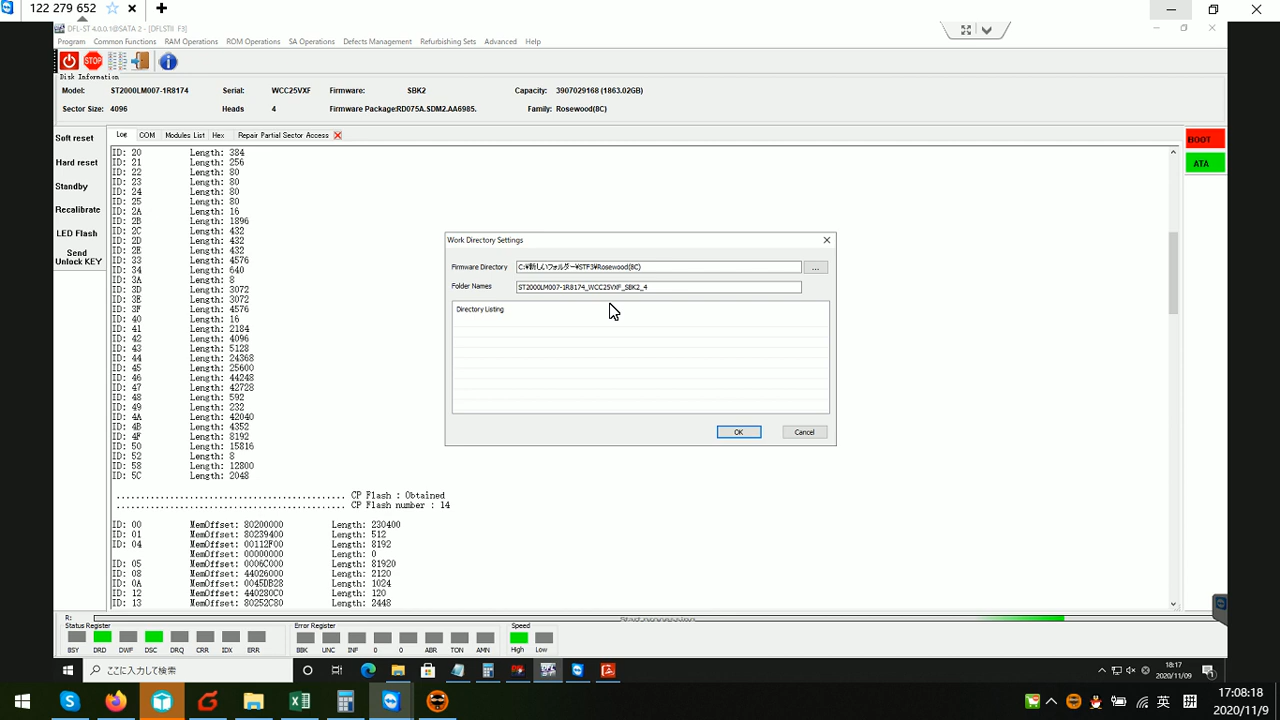 122 279 652
DFL-ST 4.0.0.1@SATA 2 - [DFLSTII F3]
Program Common Functions RAM Operations ROM Operations SA Operations Defects Management Refurbishing Sets Advanced Help
STOP
Disk Information
Model: ST2000LM007-1R8174 Serial: WCC25VXF Firmware: SBK2 Capacity: 3907029168 (1863.02GB)
Sector Size: 4096 Heads 4 Firmware Package:RD075A.SDM2.AA6985. Family: Rosewood(8C)
Soft reset
Hard reset
Standby
Recalibrate
LED Flash
Send
Unlock KEY
Log COM Modules List Hex Repair Partial Sector Access
ID: 20 Length: 384
ID: 21 Length: 256
ID: 22 Length: 80
ID: 23 Length: 80
ID: 24 Length: 80
ID: 25 Length: 80
ID: 2A Length: 16
ID: 2B Length: 1896
ID: 2C Length: 432
ID: 2D Length: 432
ID: 2E Length: 432
ID: 33 Length: 4576
ID: 34 Length: 640
ID: 3A Length: 8
ID: 3D Length: 3072
ID: 3E Length: 3072
ID: 3F Length: 4576
ID: 40 Length: 16
ID: 41 Length: 2184
ID: 42 Length: 4096
ID: 43 Length: 5128
ID: 44 Length: 24368
ID: 45 Length: 25600
ID: 46 Length: 44248
ID: 47 Length: 42728
ID: 48 Length: 592
ID: 49 Length: 232
ID: 4A Length: 42040
ID: 4B Length: 4352
ID: 4F Length: 8192
ID: 50 Length: 15816
ID: 52 Length: 8
ID: 58 Length: 12800
ID: 5C Length: 2048
............................................. CP Flash : Obtained
............................................. CP Flash number : 14
ID: 00 MemOffset: 80200000 Length: 230400
ID: 01 MemOffset: 80239400 Length: 512
ID: 04 MemOffset: 00112F00 Length: 8192
MemOffset: 00000000 Length: 0
ID: 05 MemOffset: 0006C000 Length: 81920
ID: 08 MemOffset: 44026000 Length: 2120
ID: 0A MemOffset: 0045DB28 Length: 1024
ID: 12 MemOffset: 440280C0 Length: 120
ID: 13 MemOffset: 80252C80 Length: 2448
Work Directory Settings
Firmware Directory C:¥新しいフォルダー¥STF3¥Rosewood(8C) ...
Folder Names ST2000LM007-1R8174_WCC25VXF_SBK2_4
Directory Listing
OK Cancel
BOOT
ATA
R:
Status Register Error Register Speed
BSY DRD DWF DSC DRQ CRR IDX ERR BBK UNC INF 0 0 ABR TON AMN High Low
ここに入力して検索
18:17
2020/11/09
英
17:08:18
2020/11/9